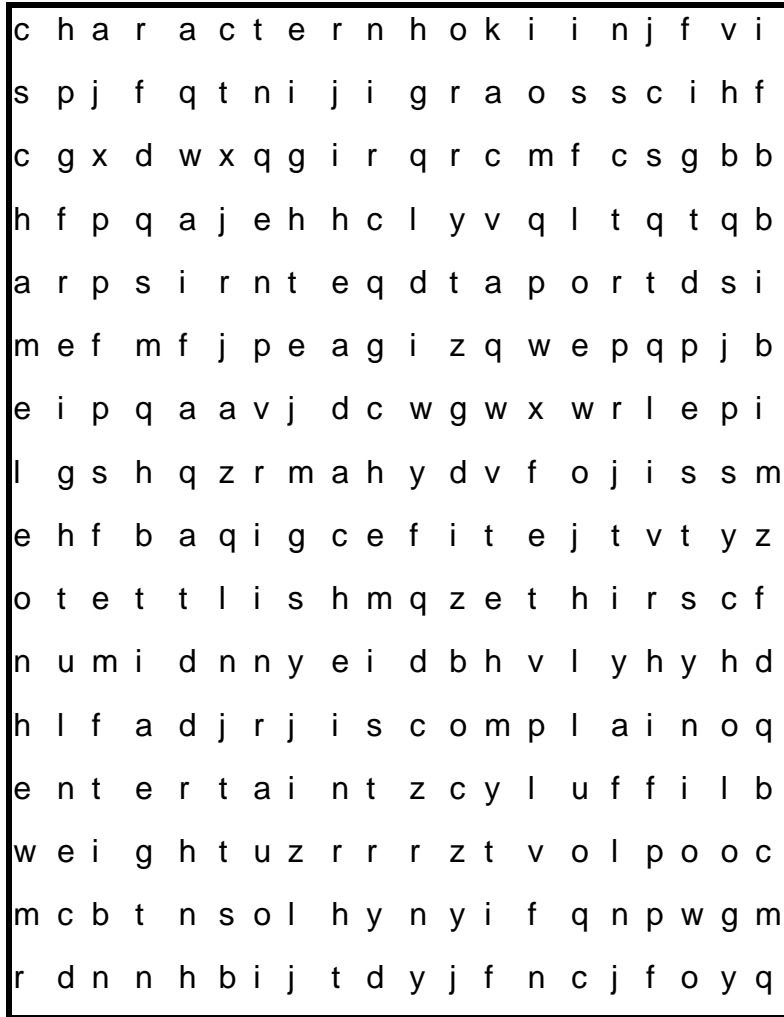 c h a r a c t e r n h o k i i n j f v i
s p j f q t n i j i g r a o s s c i h f
c g x d w x q g i r q r c m f c s g b b
h f p q a j e h h c l y v q l t q t q b
a r p s i r n t e q d t a p o r t d s i
m e f m f j p e a g i z q w e p q p j b
e i p q a a v j d c w g w x w r l e p i
l g s h q z r m a h y d v f o j i s s m
e h f b a q i g c e f i t e j t v t y z
o t e t t l i s h m q z e t h i r s c f
n u m i d n n y e i d b h v l y h y h d
h l f a d j r j i s c o m p l a i n o q
e n t e r t a i n t z c y l u f f i l b
w e i g h t u z r r r z t v o l p o o c
m c b t n s o l h y n y i f q n p w g m
r d n n h b i j t d y j f n c j f o y q